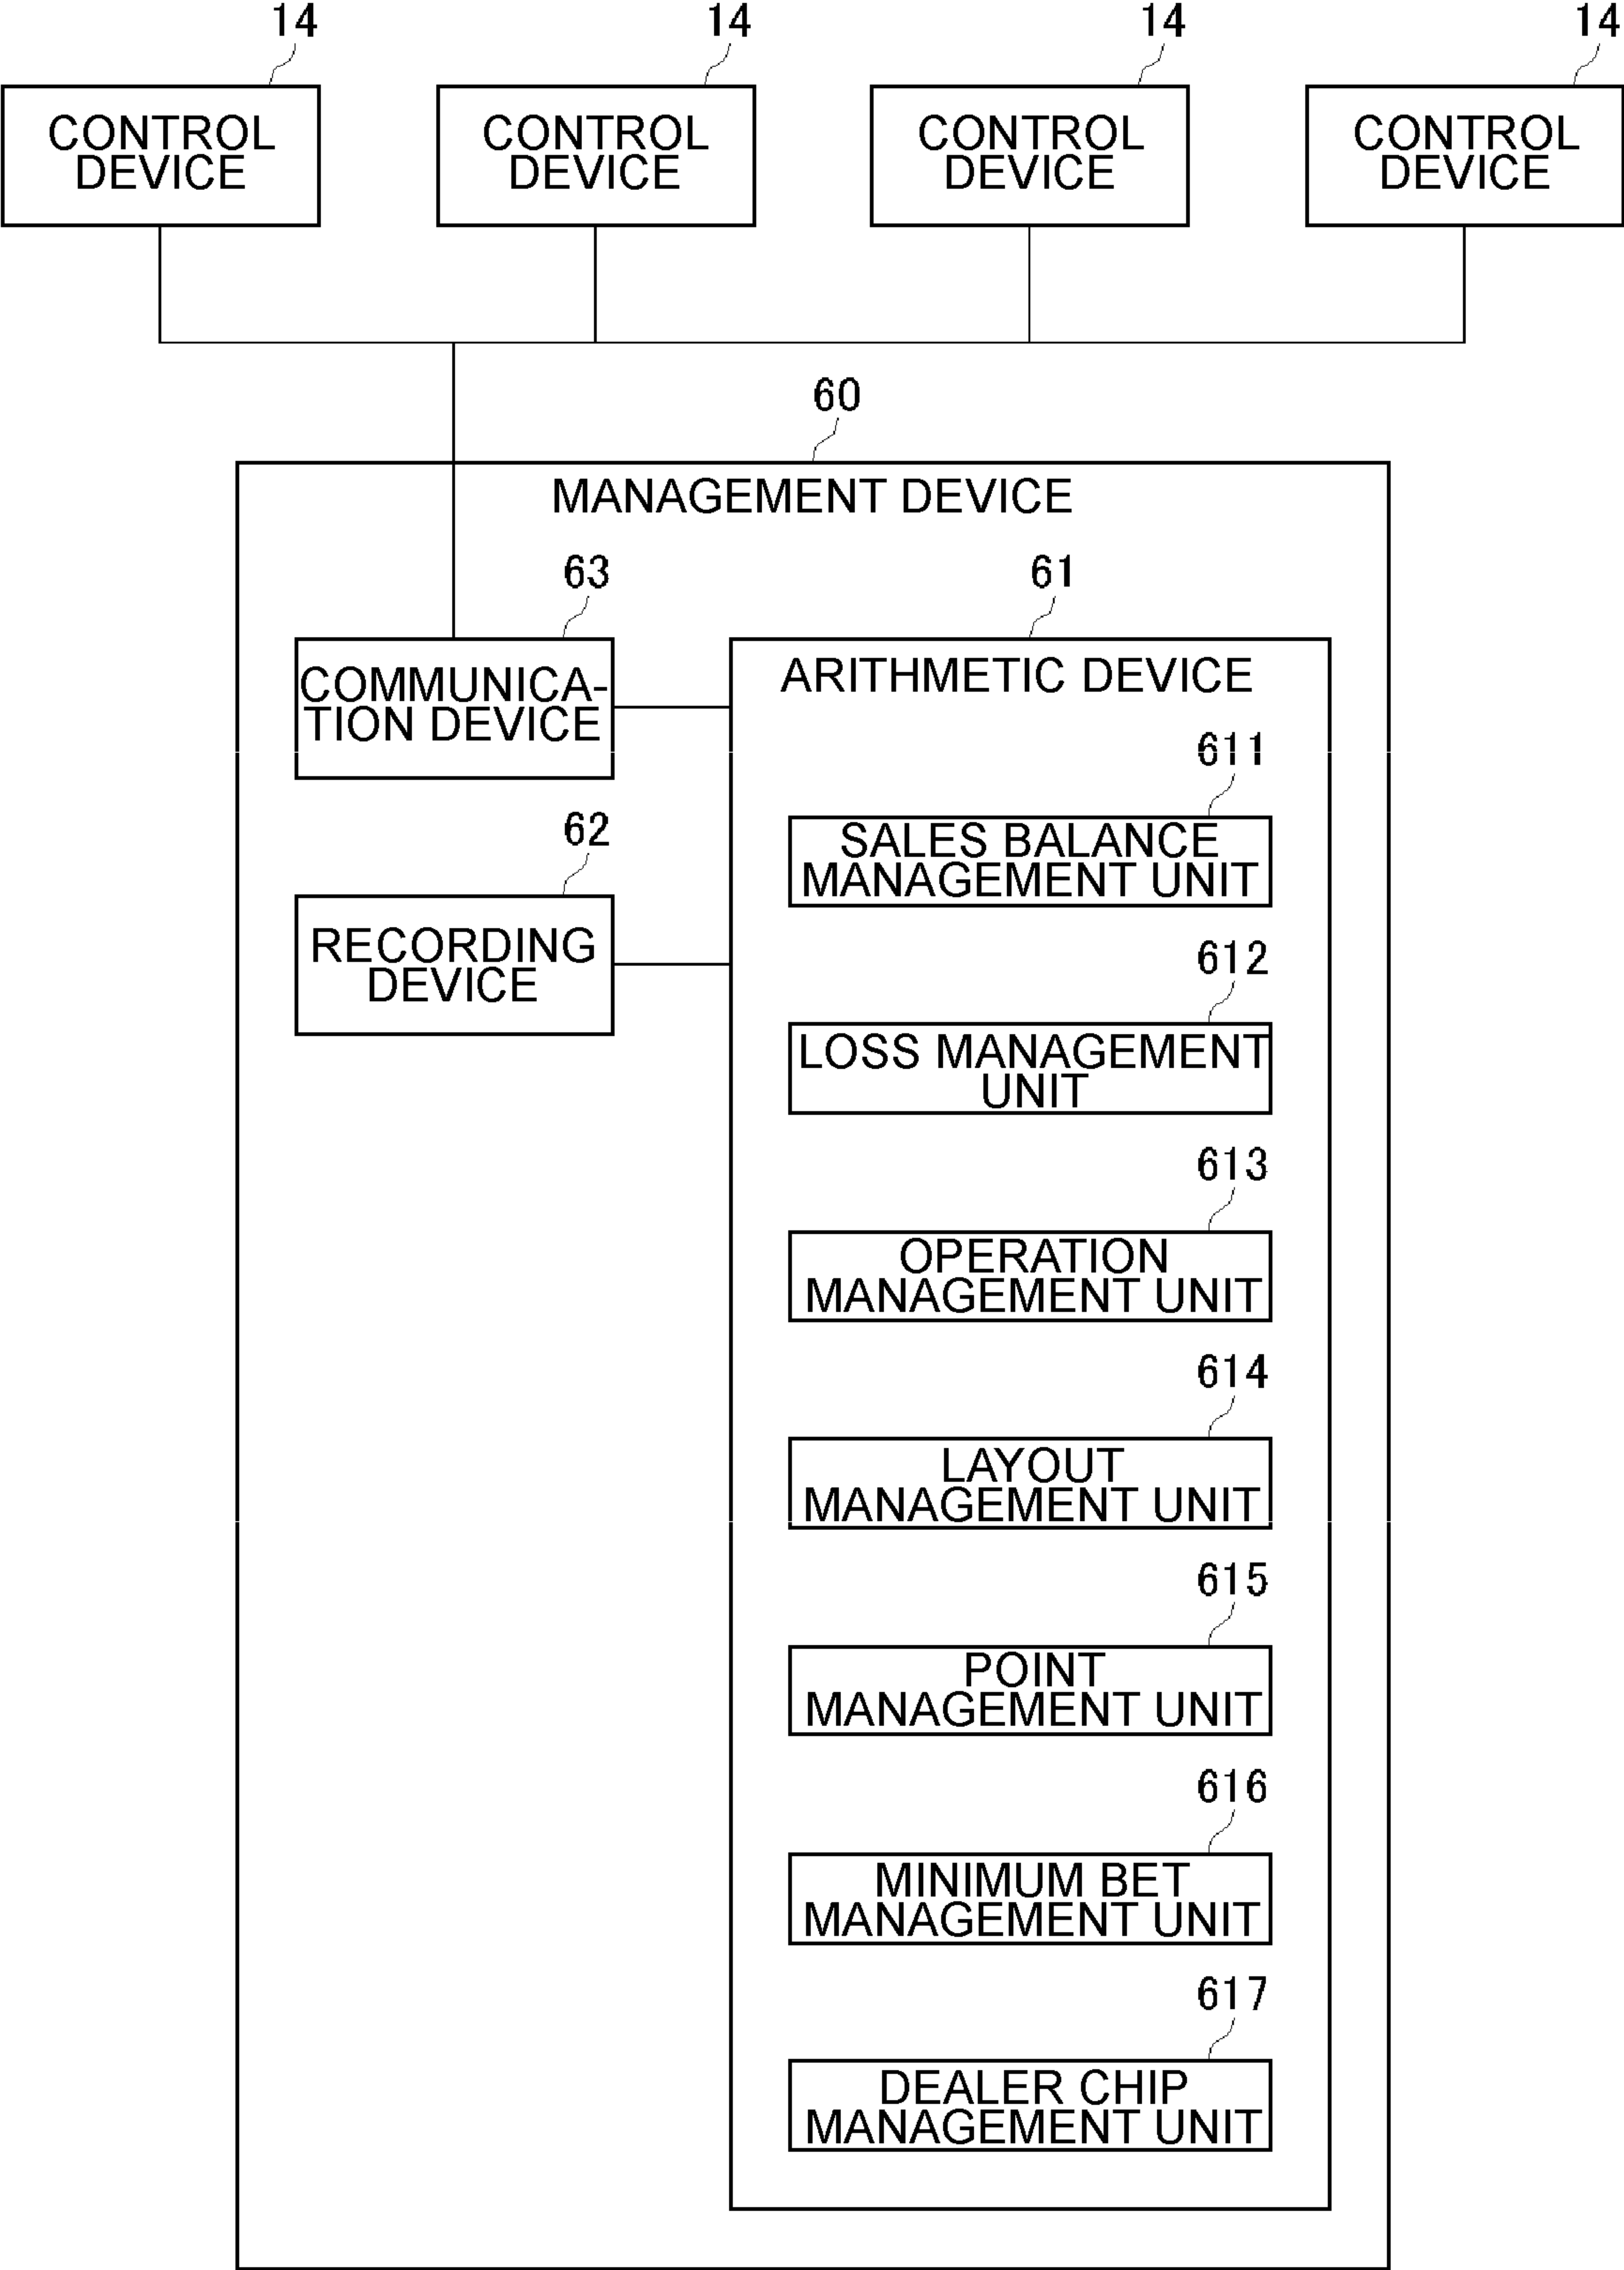 14 14 14 14
CONTROL DEVICE CONTROL DEVICE CONTROL DEVICE CONTROL DEVICE
60
MANAGEMENT DEVICE
63
COMMUNICA-
TION DEVICE
62
RECORDING
DEVICE
61
ARITHMETIC DEVICE
611
SALES BALANCE
MANAGEMENT UNIT
612
LOSS MANAGEMENT
UNIT
613
OPERATION
MANAGEMENT UNIT
614
LAYOUT
MANAGEMENT UNIT
615
POINT
MANAGEMENT UNIT
616
MINIMUM BET
MANAGEMENT UNIT
617
DEALER CHIP
MANAGEMENT UNIT